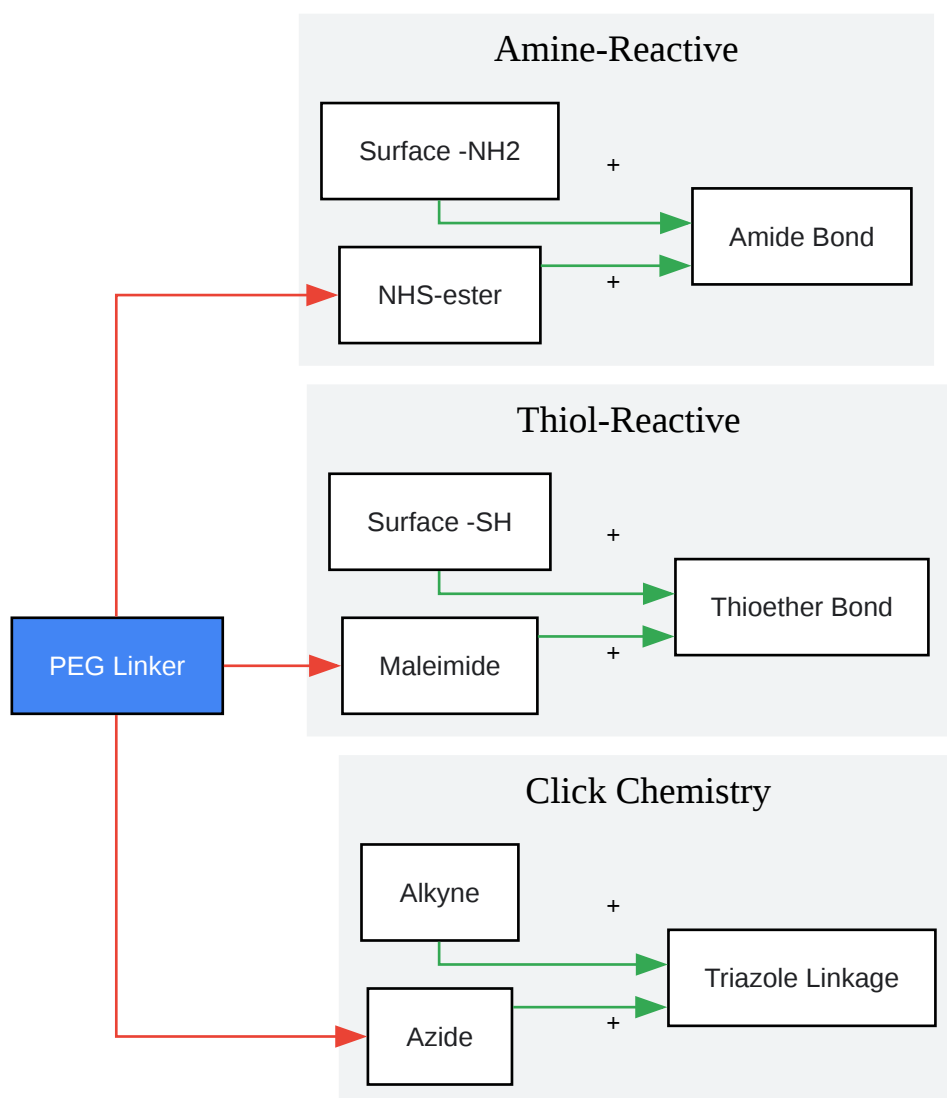 Amine-Reactive
Surface -NH2
+
Amide Bond
NHS-ester
+
Thiol-Reactive
Surface -SH
+
Thioether Bond
PEG Linker
Maleimide
+
Click Chemistry
Alkyne
+
Triazole Linkage
Azide
+